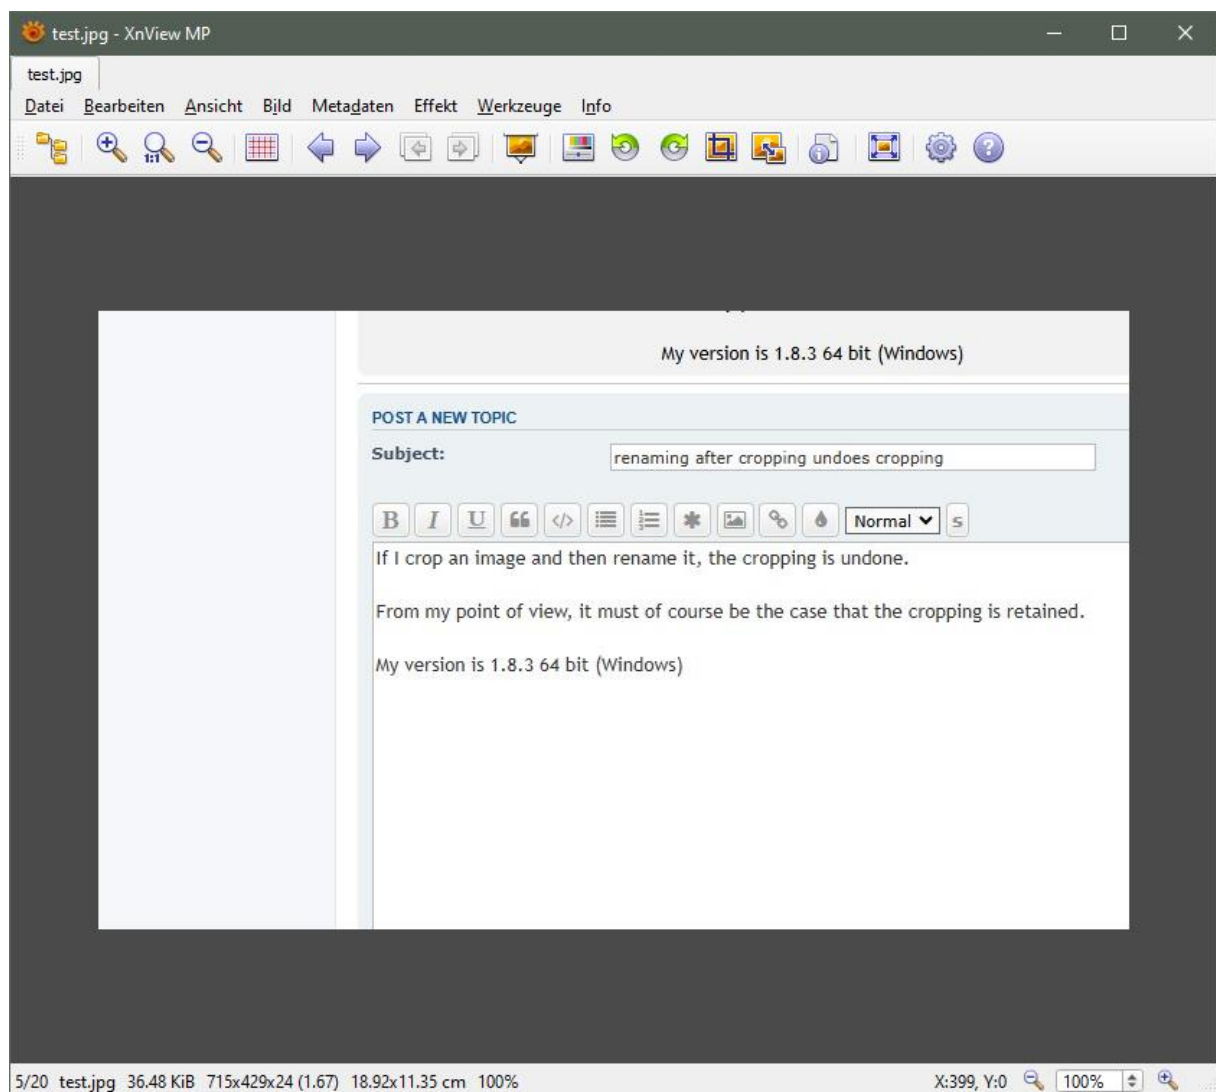 test.jpg - XnView MP
test.jpg
Datei Bearbeiten Ansicht Bild Metadaten Effekt Werkzeuge Info
1:1
My version is 1.8.3 64 bit (Windows)
POST A NEW TOPIC
Subject: renaming after cropping undoes cropping
B I U </> Normal S
If I crop an image and then rename it, the cropping is undone.
From my point of view, it must of course be the case that the cropping is retained.
My version is 1.8.3 64 bit (Windows)
5/20 test.jpg 36.48 KiB 715x429x24 (1.67) 18.92x11.35 cm 100% X:399, Y:0 100%